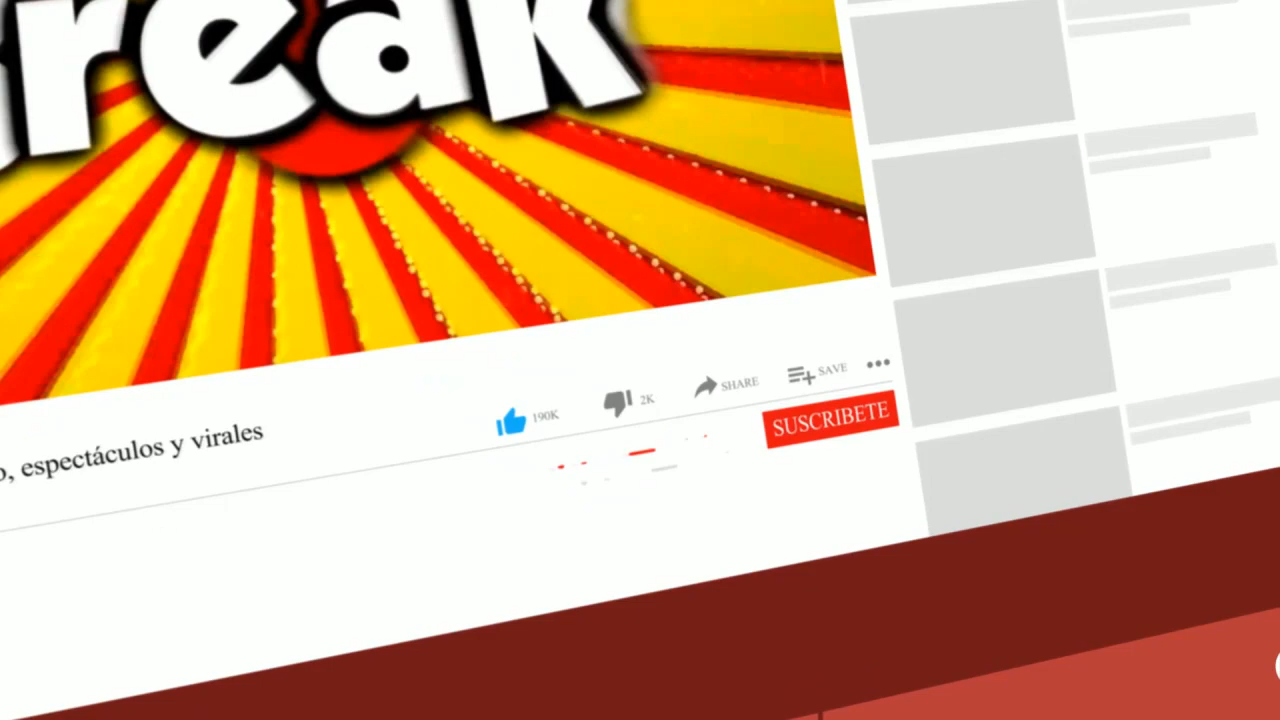 reak
, espectáculos y virales
190K
2K
SHARE
SAVE
SUSCRIBETE